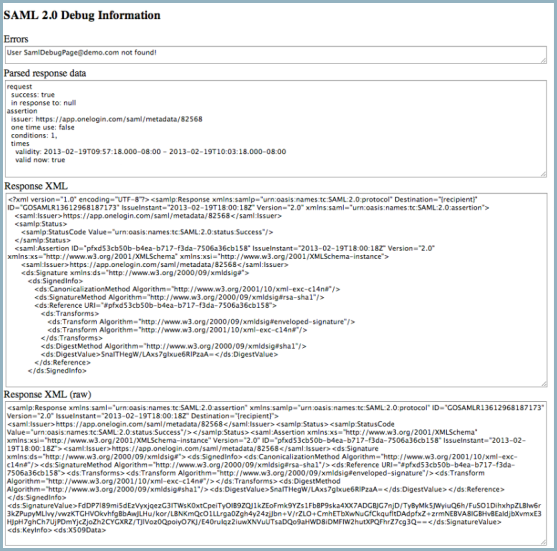 SAML 2.0 Debug Information
Errors
User SamlDebugPage@demo.com not found!
Parsed response data
request
success: true
in response to: null
assertion
issuer: https://app.onelogin.com/saml/metadata/82568
one time use: false
conditions: 1,
times
validity: 2013-02-19T09:57:18.000-08:00 - 2013-02-19T10:03:18.000-08:00
valid now: true
Response XML
<?xml version="1.0" encoding="UTF-8"?> <samlp:Response xmlns:samlp="urn:oasis:names:tc:SAML:2.0:protocol" Destination="[recipient]"
ID="GOSAMLR13612968187173" IssueInstant="2013-02-19T18:00:18Z" Version="2.0" xmlns:saml="urn:oasis:names:tc:SAML:2.0:assertion">
<saml:Issuer>https://app.onelogin.com/saml/metadata/82568</saml:Issuer>
<samlp:Status>
<samlp:StatusCode Value="urn:oasis:names:tc:SAML:2.0:status:Success"/>
</samlp:Status>
<saml:Assertion ID="pfxd53cb50b-b4ea-b717-f3da-7506a36cb158" IssueInstant="2013-02-19T18:00:18Z" Version="2.0"
xmlns:xs="http://www.w3.org/2001/XMLSchema" xmlns:xsi="http://www.w3.org/2001/XMLSchema-instance">
<saml:Issuer>https://app.onelogin.com/saml/metadata/82568</saml:Issuer>
<ds:Signature xmlns:ds="http://www.w3.org/2000/09/xmldsig#">
<ds:SignedInfo>
<ds:CanonicalizationMethod Algorithm="http://www.w3.org/2001/10/xml-exc-c14n#"/>
<ds:SignatureMethod Algorithm="http://www.w3.org/2000/09/xmldsig#rsa-sha1"/>
<ds:Reference URI="#pfxd53cb50b-b4ea-b717-f3da-7506a36cb158">
<ds:Transforms>
<ds:Transform Algorithm="http://www.w3.org/2000/09/xmldsig#enveloped-signature"/>
<ds:Transform Algorithm="http://www.w3.org/2001/10/xml-exc-c14n#"/>
</ds:Transforms>
<ds:DigestMethod Algorithm="http://www.w3.org/2000/09/xmldsig#sha1"/>
<ds:DigestValue>
</ds:DigestValue>
</ds:Reference>
</ds:SignedInfo>
Response XML (raw)
<samlp:Response xmlns:saml="urn:oasis:names:tc:SAML:2.0:assertion" xmlns:samlp="urn:oasis:names:tc:SAML:2.0:protocol" ID="GOSAMLR13612968187173"
Version="2.0" IssueInstant="2013-02-19T18:00:18Z" Destination="[recipient]">
<saml:Issuer>https://app.onelogin.com/saml/metadata/82568</saml:Issuer> <samlp:Status> <samlp:StatusCode
Value="urn:oasis:names:tc:SAML:2.0:status:Success"/></samlp:Status> <saml:Assertion xmlns:xs="http://www.w3.org/2001/XMLSchema"
xmlns:xsi="http://www.w3.org/2001/XMLSchema-instance" Version="2.0" ID="pfxd53cb50b-b4ea-b717-f3da-7506a36cb158" IssueInstant="2013-02-
19T18:00:18Z"> <saml:Issuer>https://app.onelogin.com/saml/metadata/82568</saml:Issuer> <ds:Signature
xmlns:ds="http://www.w3.org/2000/09/xmldsig#"> <ds:SignedInfo> <ds:CanonicalizationMethod Algorithm="http://www.w3.org/2001/10/xml-exc-
c14n#"/> <ds:SignatureMethod Algorithm="http://www.w3.org/2000/09/xmldsig#rsa-sha1"/> <ds:Reference URI="#pfxd53cb50b-b4ea-b717-f3da-
7506a36cb158"> <ds:Transforms> <ds:Transform Algorithm="http://www.w3.org/2000/09/xmldsig#enveloped-signature"/> <ds:Transform
Algorithm="http://www.w3.org/2001/10/xml-exc-c14n#"/></ds:Transforms> <ds:DigestMethod
Algorithm="http://www.w3.org/2000/09/xmldsig#sha1"/> <ds:DigestValue></ds:DigestValue> </ds:Reference>
</ds:SignedInfo>
<ds:SignatureValue>
</ds:SignatureValue>
<ds:KeyInfo> <ds:X509Data>